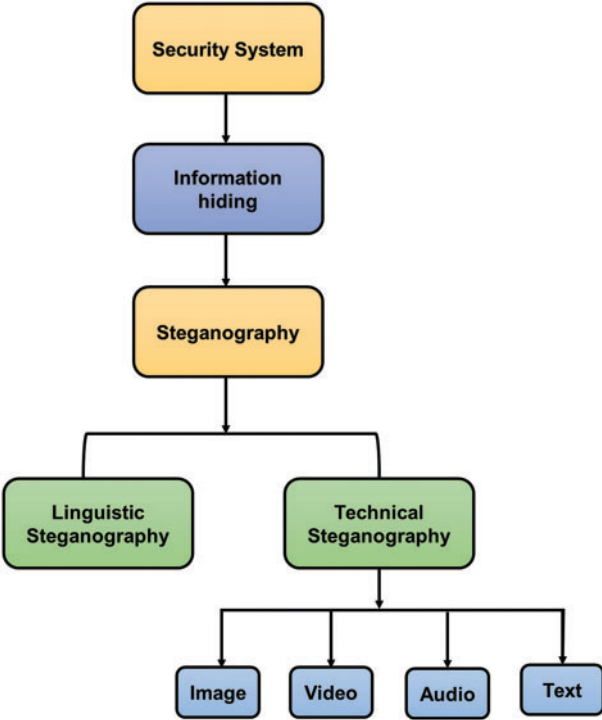 Security System
Information
hiding
Steganography
Linguistic
Steganography
Technical
Steganography
Image
Video
Audio
Text